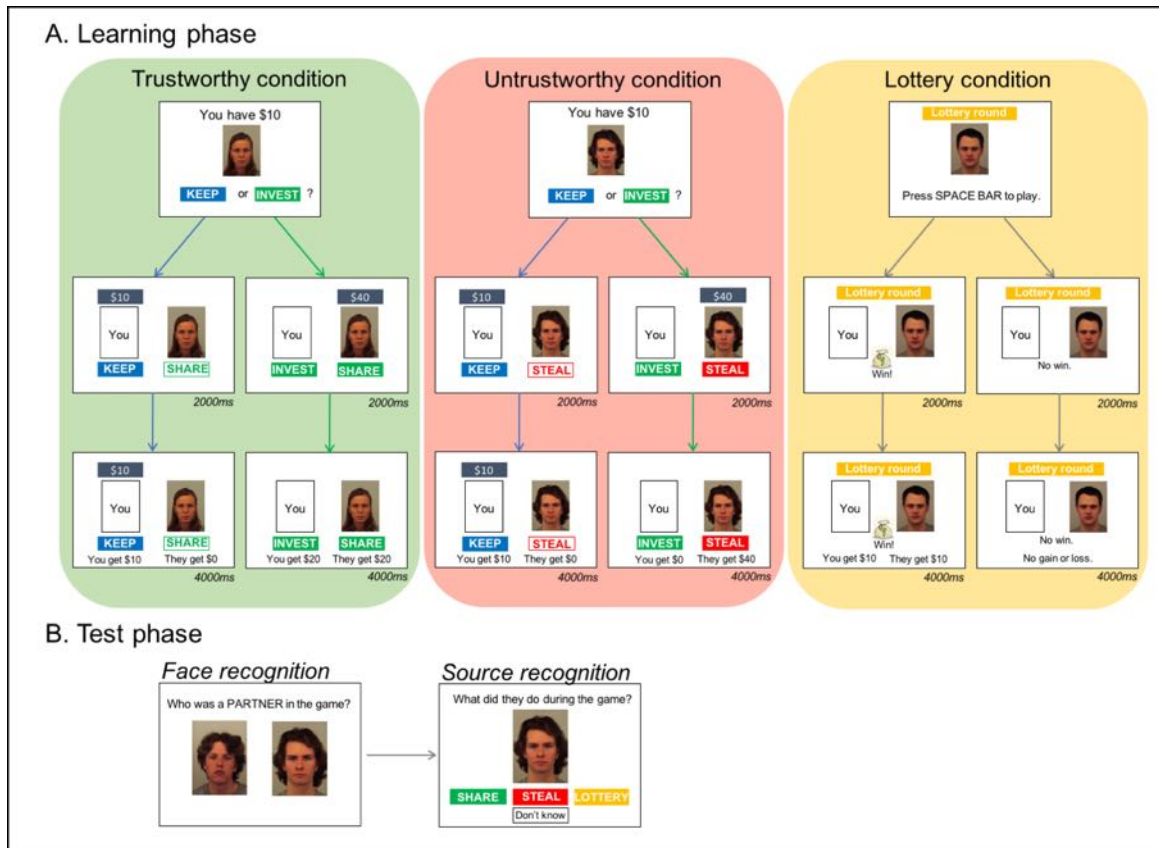 A. Learning phase
Trustworthy condition
Untrustworthy condition
Lottery condition
You have $10
KEEP or INVEST ?
You have $10
KEEP or INVEST ?
Lottery round
Press SPACE BAR to play.
$10
You
KEEP SHARE
2000ms
$40
You
INVEST SHARE
2000ms
$10
You
KEEP STEAL
2000ms
$40
You
INVEST STEAL
2000ms
Lottery round
You
Win!
2000ms
Lottery round
You
No win.
2000ms
$10
You
KEEP SHARE
You get $10 They get $0
4000ms
You
INVEST SHARE
You get $20 They get $20
4000ms
$10
You
KEEP STEAL
You get $10 They get $0
4000ms
You
INVEST STEAL
You get $0 They get $40
4000ms
Lottery round
You
Win!
You get $10 They get $10
4000ms
Lottery round
You
No win.
No gain or loss.
4000ms
B. Test phase
Face recognition
Who was a PARTNER in the game?
Source recognition
What did they do during the game?
SHARE STEAL LOTTERY
Don't know